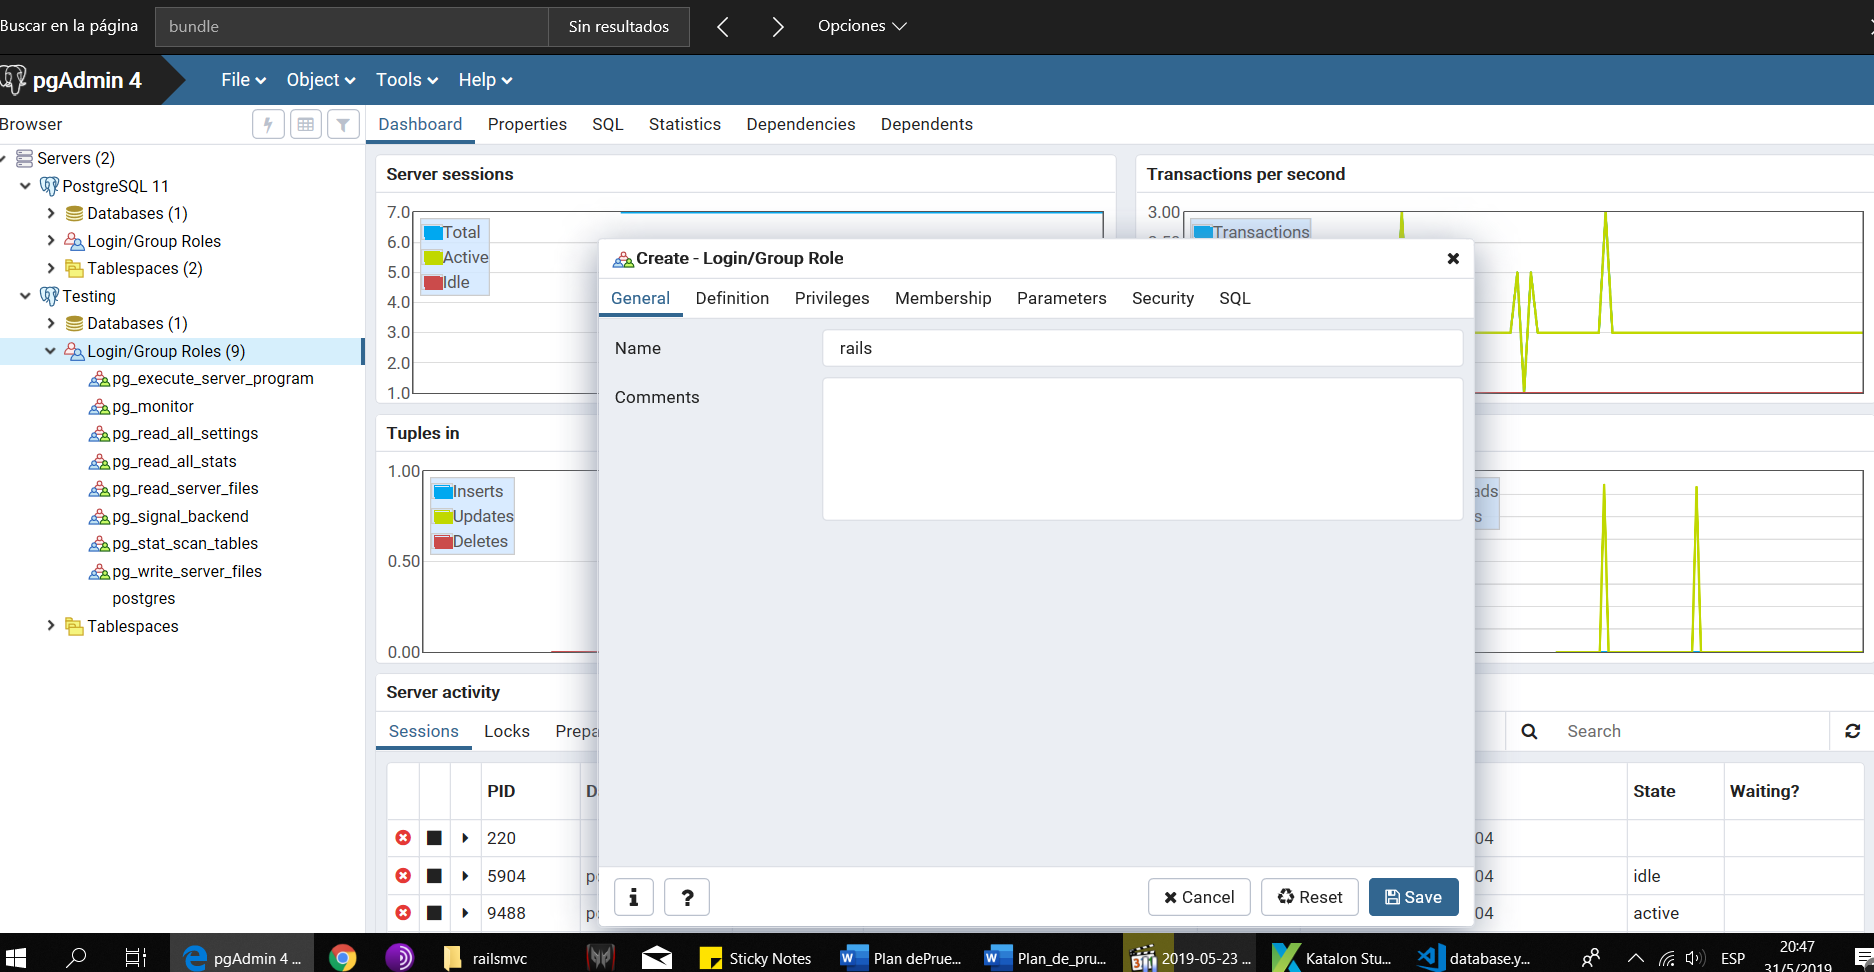 Buscar en la página bundle Sin resultados Opciones
pgAdmin 4 File Object Tools Help
Browser Dashboard Properties SQL Statistics Dependencies Dependents
Servers (2)
PostgreSQL 11
Databases (1)
Login/Group Roles
Tablespaces (2)
Testing
Databases (1)
Login/Group Roles (9)
pg_execute_server_program
pg_monitor
pg_read_all_settings
pg_read_all_stats
pg_read_server_files
pg_signal_backend
pg_stat_scan_tables
pg_write_server_files
postgres
Tablespaces
Server sessions
7.0
6.0
5.0
4.0
3.0
2.0
1.0
Total
Active
Idle
Transactions per second
3.00
Transactions
Create - Login/Group Role
General Definition Privileges Membership Parameters Security SQL
Name rails
Comments
i ? Cancel Reset Save
Tuples in
1.00
0.50
0.00
Inserts
Updates
Deletes
ads
s
Server activity
Sessions Locks Prepa
Search
PID D State Waiting?
220 04
5904 p 04 idle
9488 p 04 active
pgAdmin 4 ... railsmvc Sticky Notes Plan dePrue... Plan_de_pru... 2019-05-23 ... Katalon Stu... database.y... ESP 20:47
31/5/2019